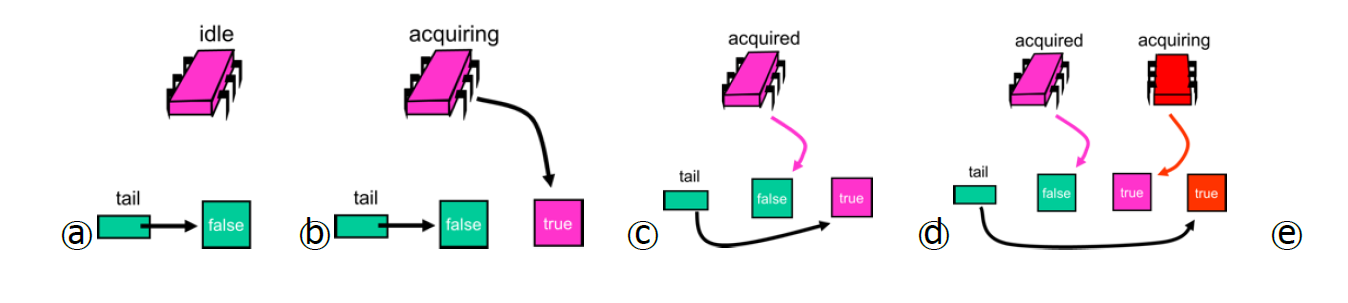 idle
tail
false
ⓐ
acquiring
tail
false
true
ⓑ
acquired
tail
false
true
ⓒ
acquired acquiring
tail
false
true
true
ⓓ
ⓔ